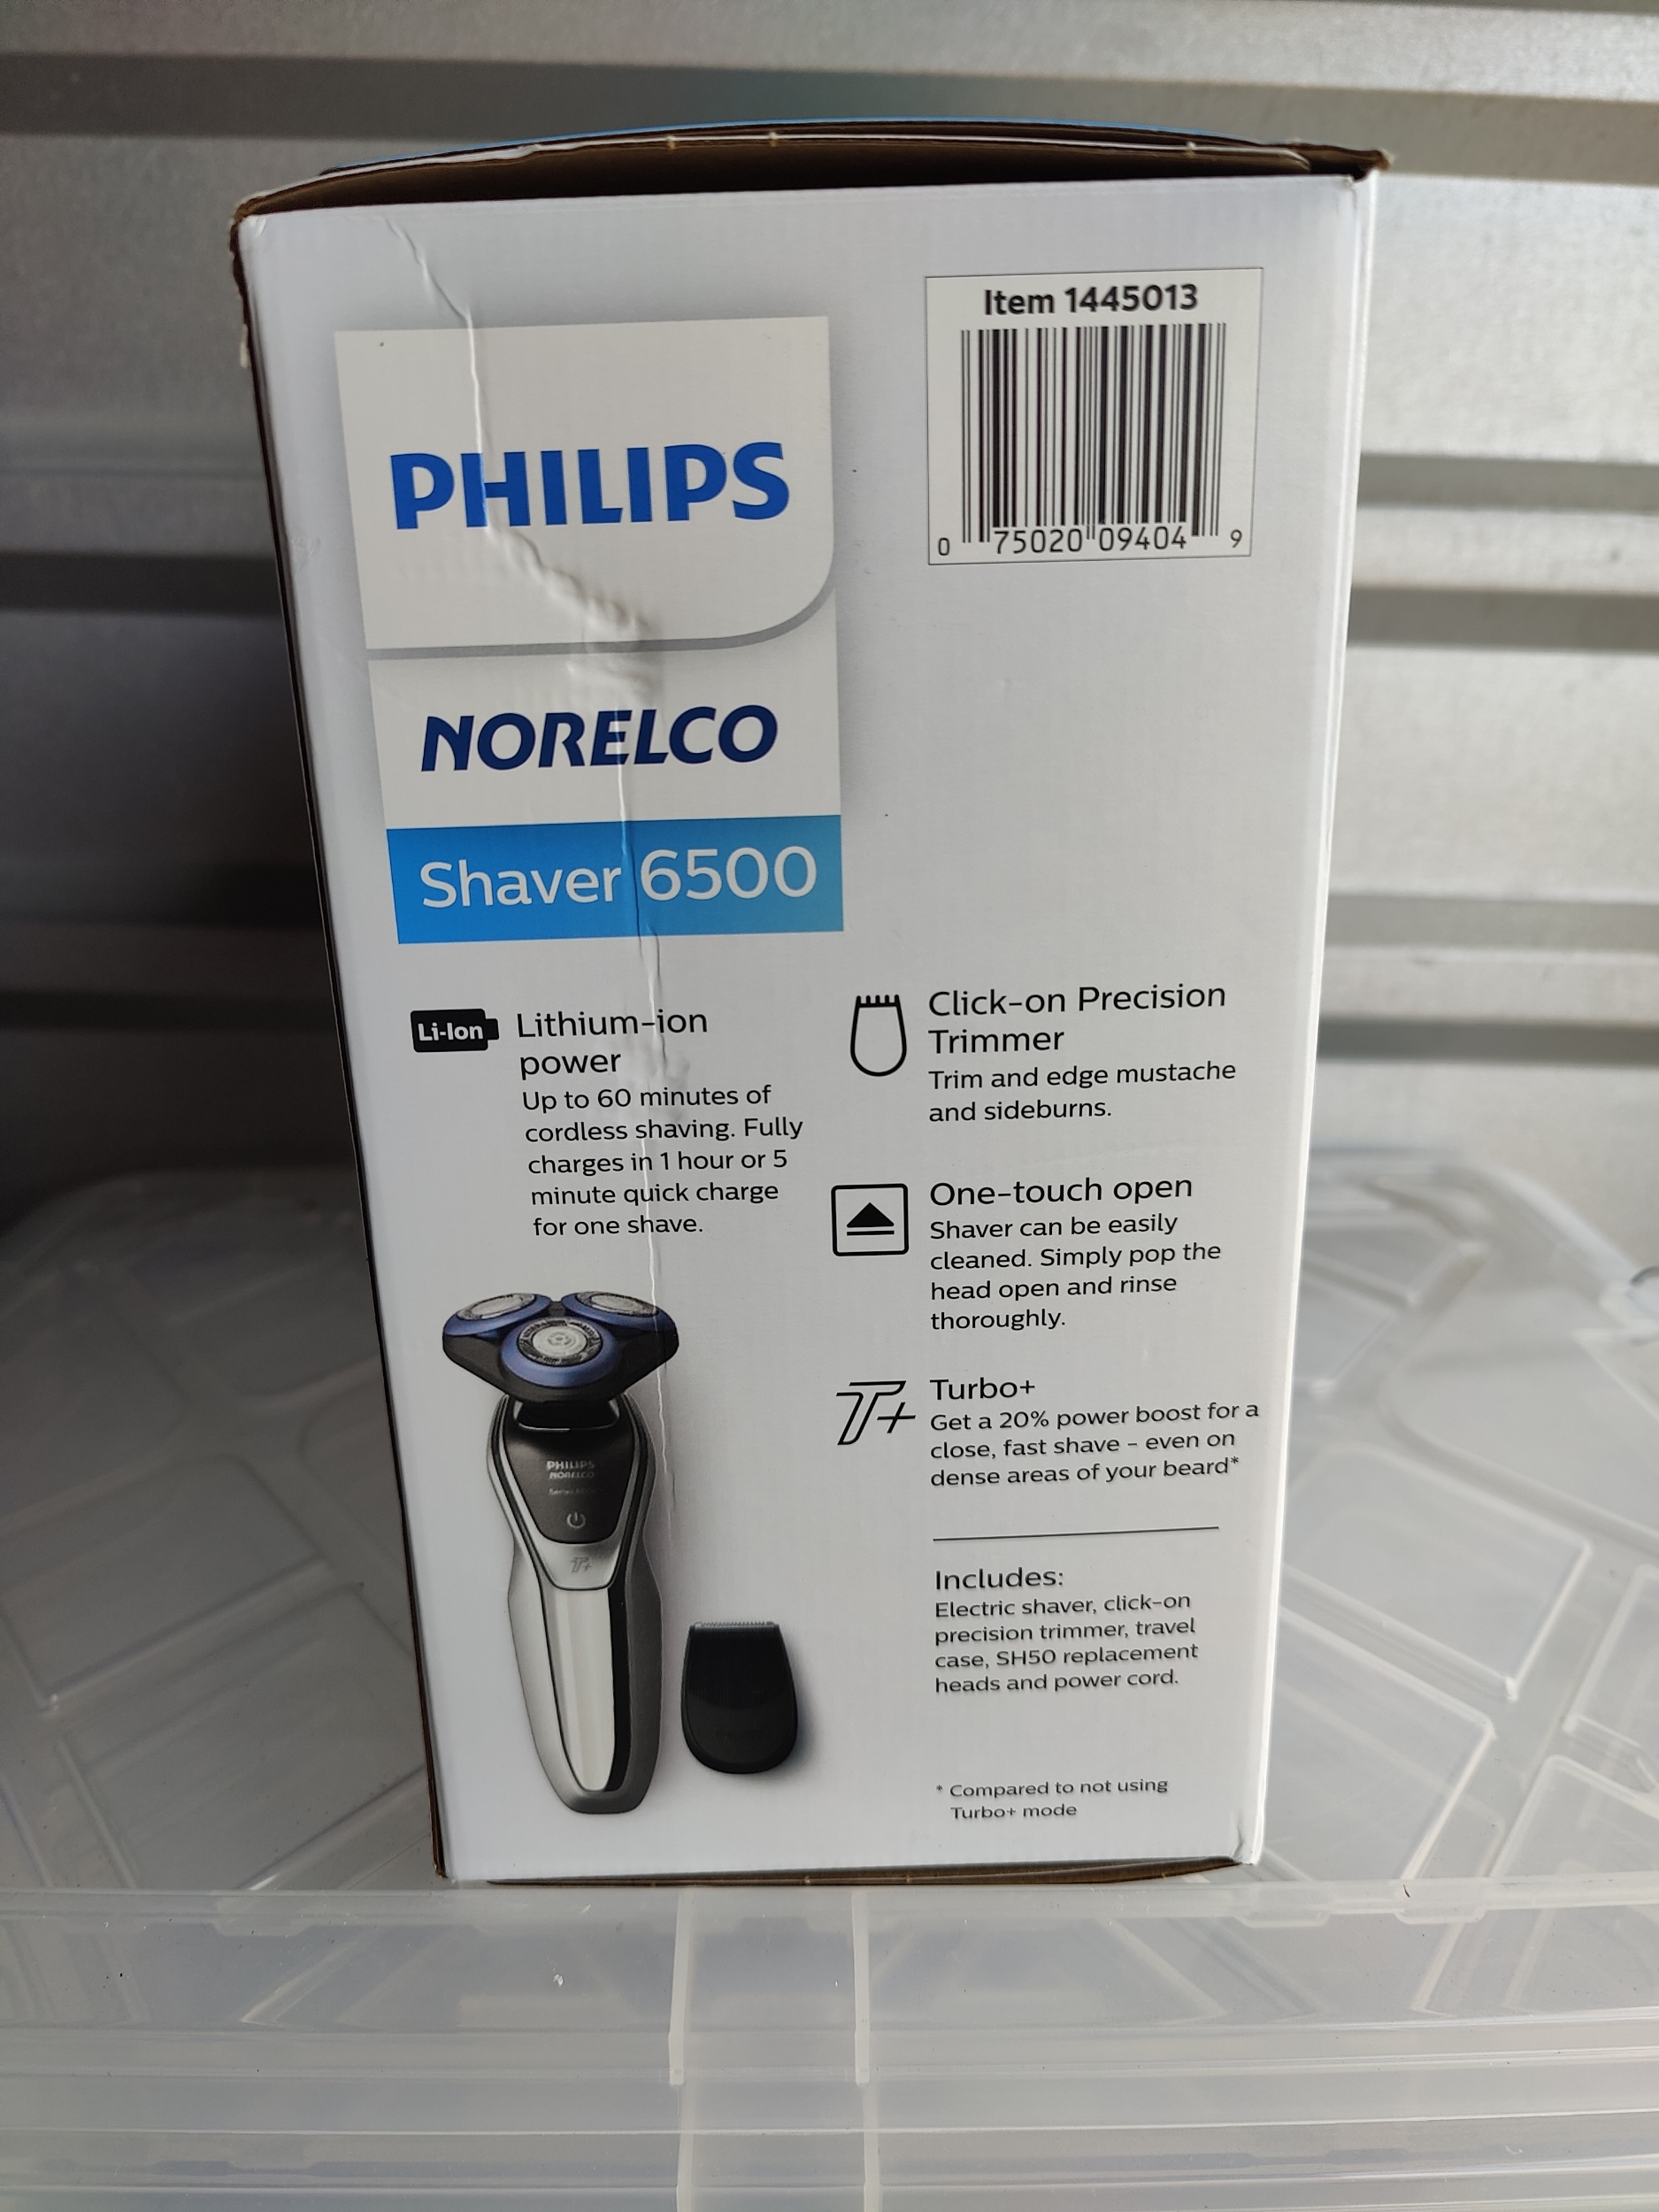 Item 1445013
0 75020 09404 9
PHILIPS
NORELCO
Shaver 6500
Li-Ion
Lithium-ion
power
Up to 60 minutes of
cordless shaving. Fully
charges in 1 hour or 5
minute quick charge
for one shave.
Click-on Precision
Trimmer
Trim and edge mustache
and sideburns.
One-touch open
Shaver can be easily
cleaned. Simply pop the
head open and rinse
thoroughly.
T+
Turbo+
Get a 20% power boost for a
close, fast shave – even on
dense areas of your beard*
Includes:
Electric shaver, click-on
precision trimmer, travel
case, SH50 replacement
heads and power cord.
* Compared to not using
Turbo+ mode
PHILIPS
NORELCO
T+